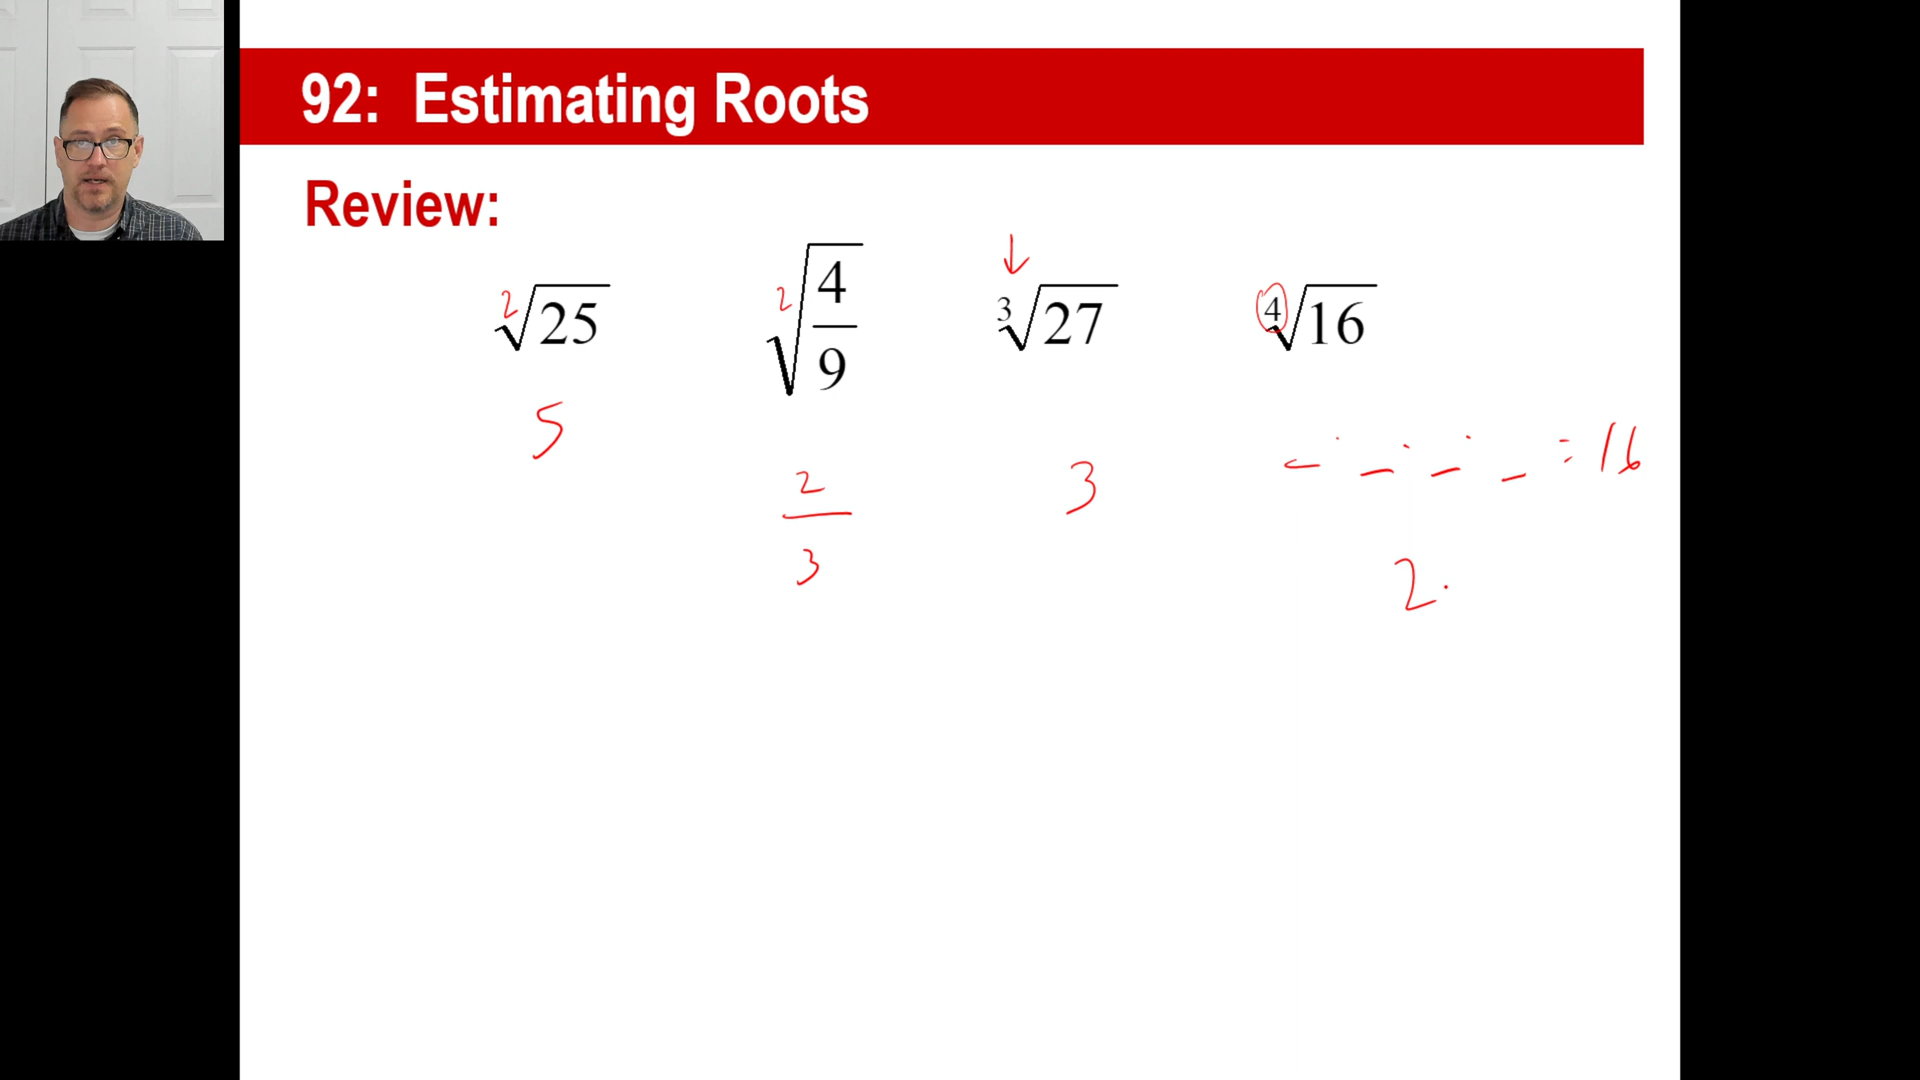 92: Estimating Roots
Review:
²√25 ²√(4/9) ³√27 ⁴√16
5 2/3 3 _ · _ · _ · _ = 16
2 ·